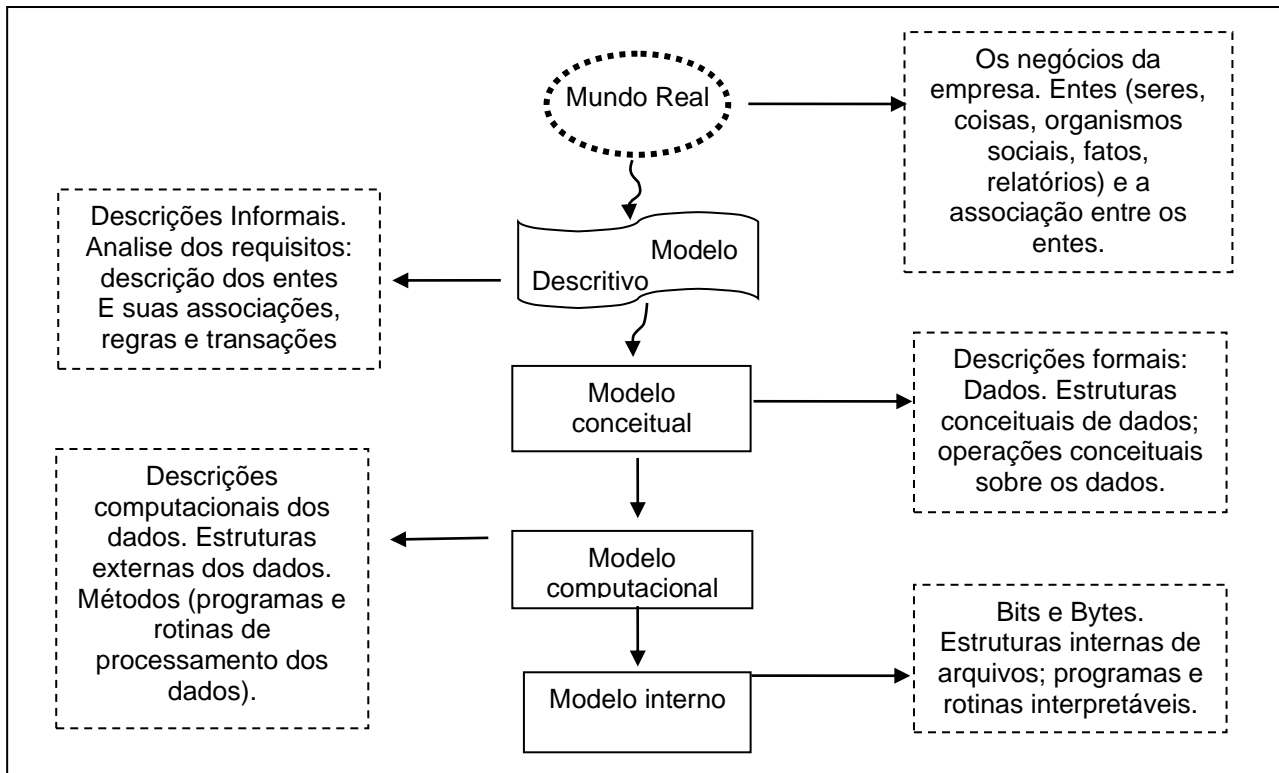 Mundo Real
Os negócios da
empresa. Entes (seres,
coisas, organismos
sociais, fatos,
relatórios) e a
associação entre os
entes.
Descrições Informais.
Analise dos requisitos:
descrição dos entes
E suas associações,
regras e transações
Modelo
Descritivo
Modelo
conceitual
Descrições formais:
Dados. Estruturas
conceituais de dados;
operações conceituais
sobre os dados.
Descrições
computacionais dos
dados. Estruturas
externas dos dados.
Métodos (programas e
rotinas de
processamento dos
dados).
Modelo
computacional
Bits e Bytes.
Estruturas internas de
arquivos; programas e
rotinas interpretáveis.
Modelo interno